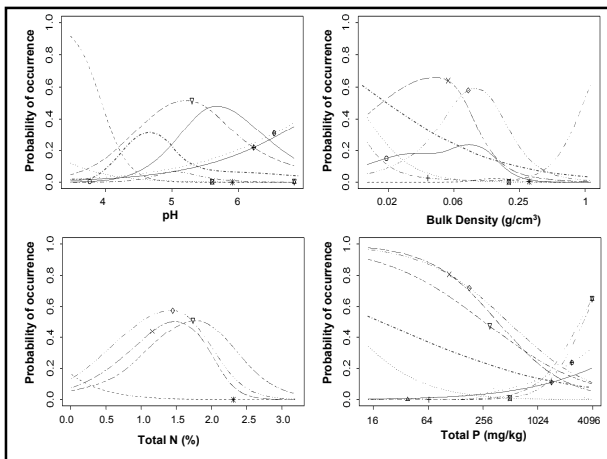 Probability of occurrence
0.0 0.2 0.4 0.6 0.8 1.0
4 5 6
pH
Probability of occurrence
0.0 0.2 0.4 0.6 0.8 1.0
0.02 0.06 0.25 1
Bulk Density (g/cm³)
Probability of occurrence
0.0 0.2 0.4 0.6 0.8 1.0
0.0 0.5 1.0 1.5 2.0 2.5 3.0
Total N (%)
Probability of occurrence
0.0 0.2 0.4 0.6 0.8 1.0
16 64 256 1024 4096
Total P (mg/kg)